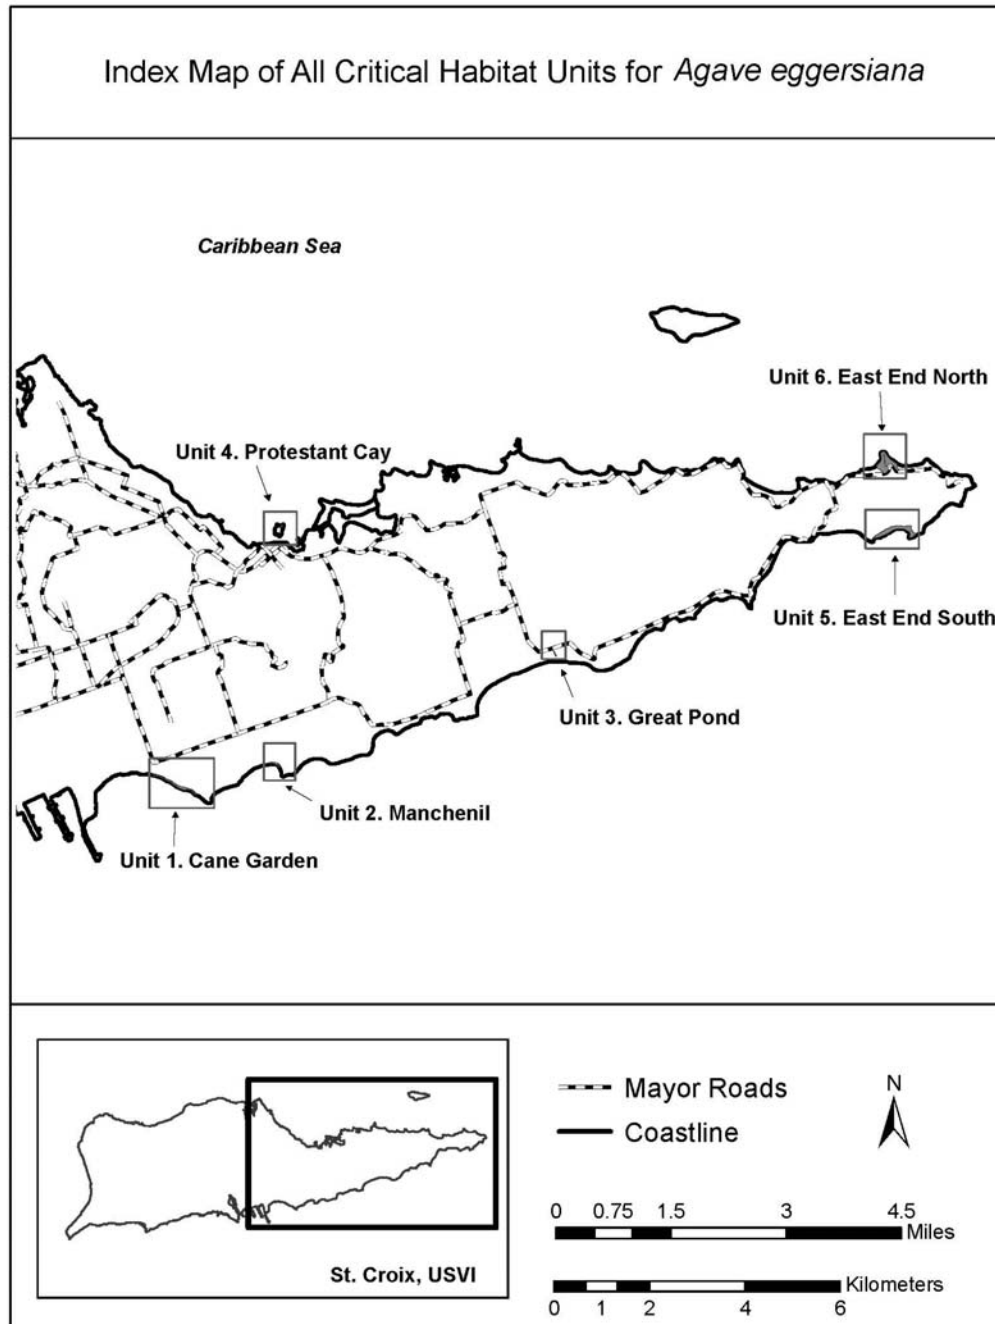 Index Map of All Critical Habitat Units for Agave eggersiana
Caribbean Sea
Unit 6. East End North
Unit 4. Protestant Cay
Unit 5. East End South
Unit 3. Great Pond
Unit 2. Manchenil
Unit 1. Cane Garden
St. Croix, USVI
Mayor Roads
Coastline
N
0 0.75 1.5 3 4.5
Miles
Kilometers
0 1 2 4 6